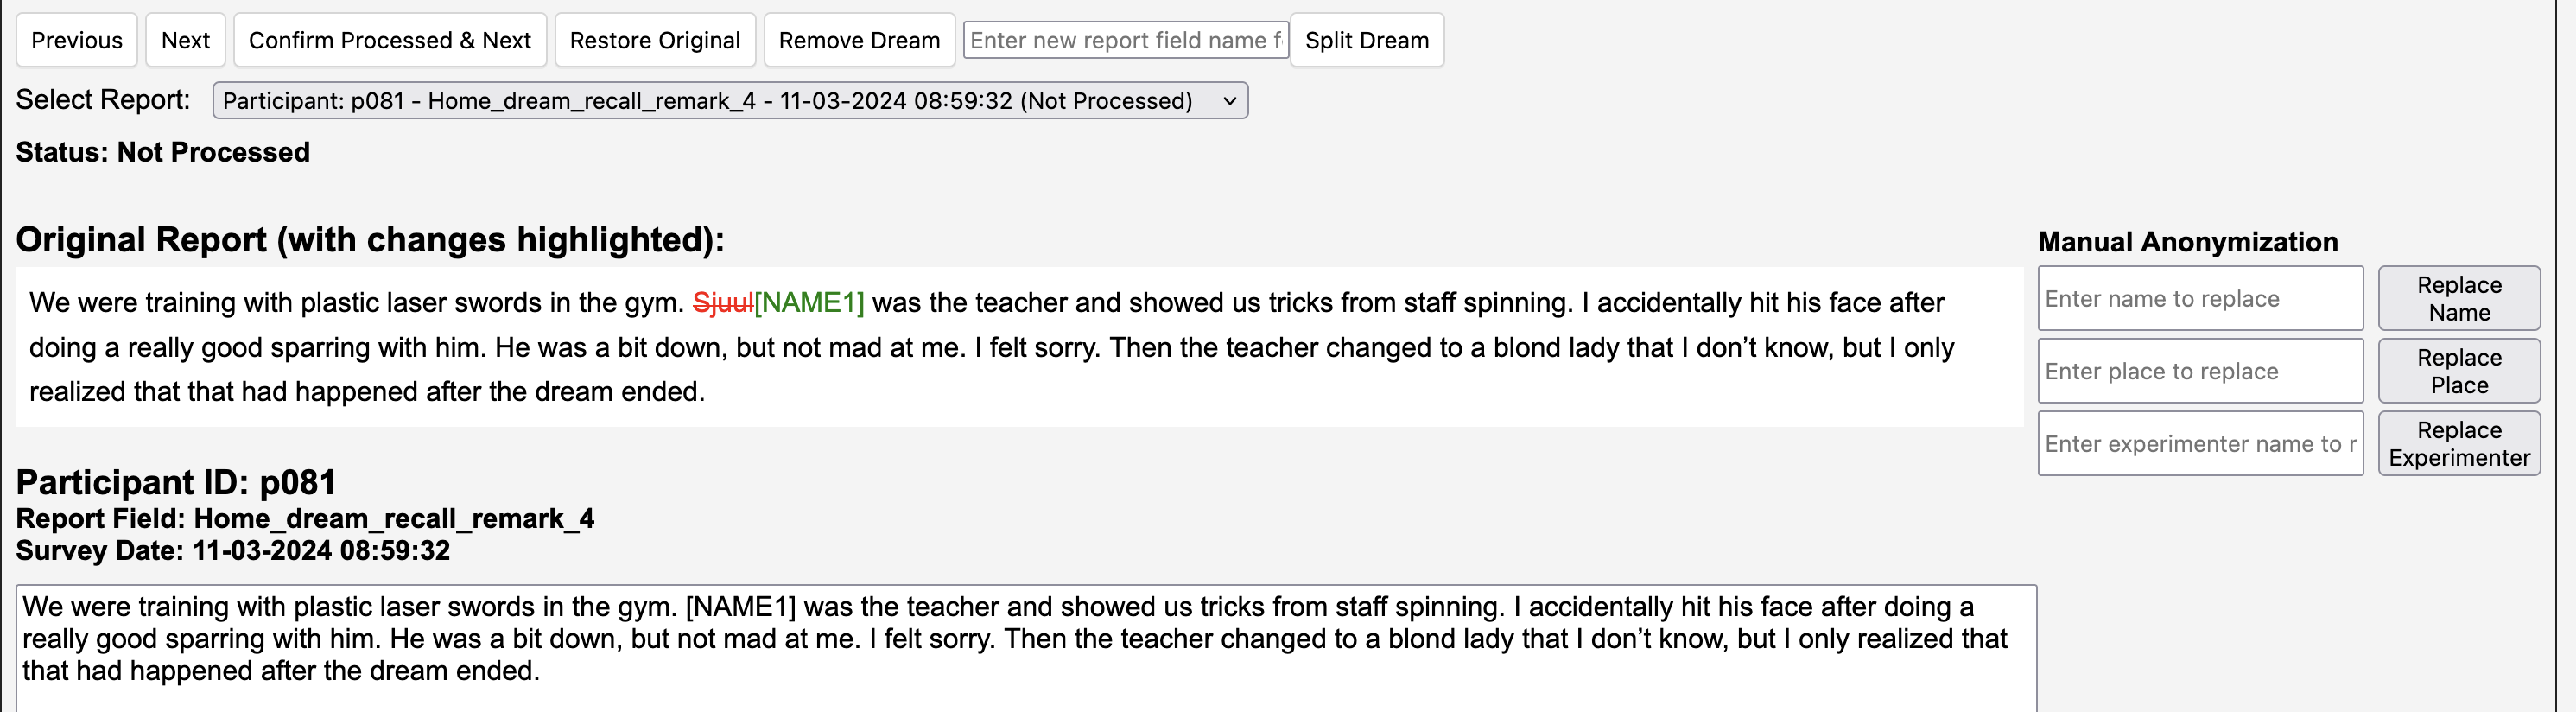 Previous Next Confirm Processed & Next Restore Original Remove Dream Enter new report field name f Split Dream
Select Report: Participant: p081 - Home_dream_recall_remark_4 - 11-03-2024 08:59:32 (Not Processed)
Status: Not Processed
Original Report (with changes highlighted):
We were training with plastic laser swords in the gym. Sjuul[NAME1] was the teacher and showed us tricks from staff spinning. I accidentally hit his face after
doing a really good sparring with him. He was a bit down, but not mad at me. I felt sorry. Then the teacher changed to a blond lady that I don’t know, but I only
realized that that had happened after the dream ended.
Manual Anonymization
Enter name to replace
Replace
Name
Enter place to replace
Replace
Place
Enter experimenter name to r
Replace
Experimenter
Participant ID: p081
Report Field: Home_dream_recall_remark_4
Survey Date: 11-03-2024 08:59:32
We were training with plastic laser swords in the gym. [NAME1] was the teacher and showed us tricks from staff spinning. I accidentally hit his face after doing a
really good sparring with him. He was a bit down, but not mad at me. I felt sorry. Then the teacher changed to a blond lady that I don’t know, but I only realized that
that had happened after the dream ended.